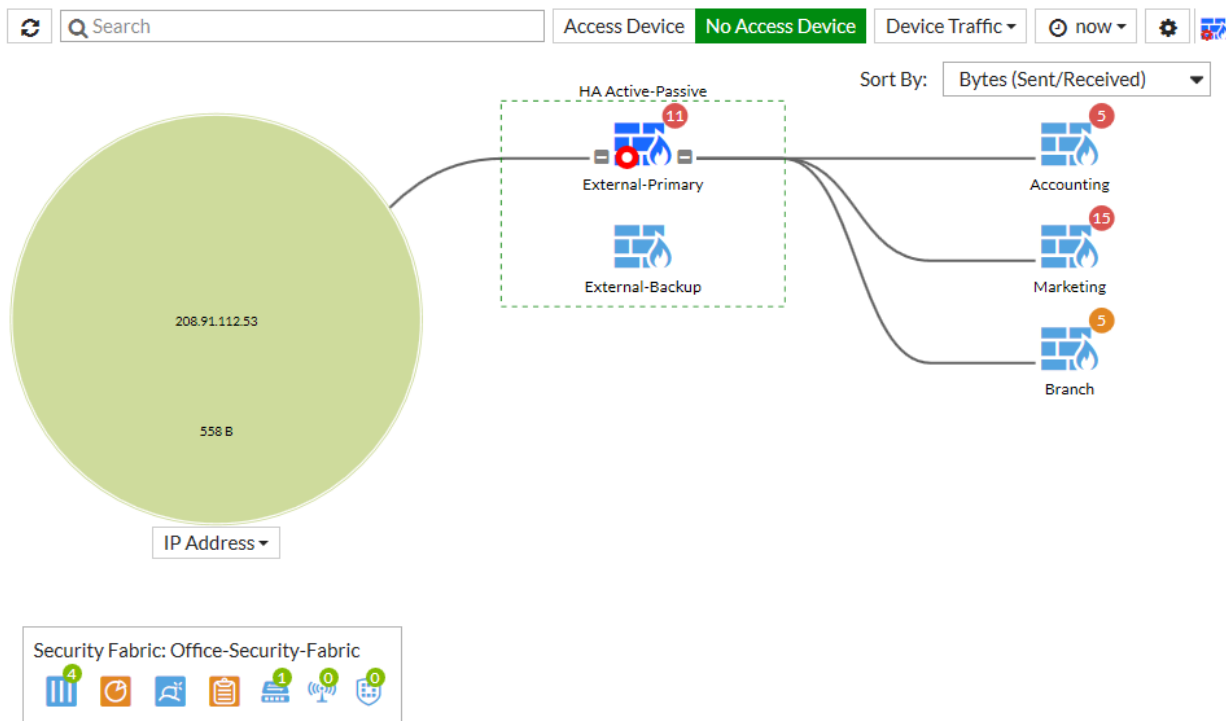 Search
Access Device
No Access Device
Device Traffic
now
Sort By:
Bytes (Sent/Received)
HA Active-Passive
11
External-Primary
External-Backup
5
Accounting
15
Marketing
5
Branch
208.91.112.53
558 B
IP Address
Security Fabric: Office-Security-Fabric
4
1
0
0